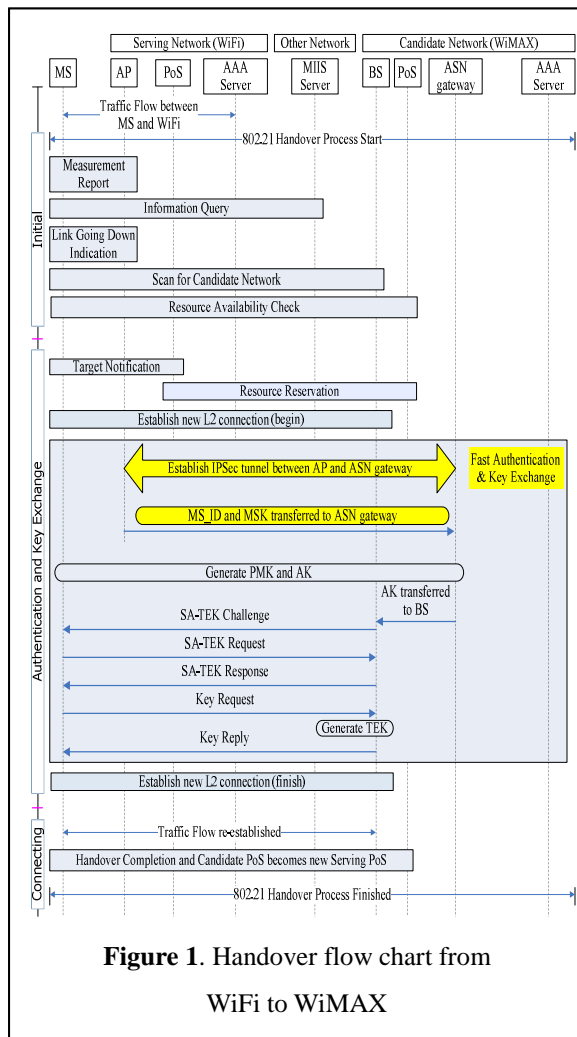 Serving Network (WiFi) Other Network Candidate Network (WiMAX)
MS AP PoS AAA Server MIIS Server BS PoS ASN gateway AAA Server
Traffic Flow between
MS and WiFi
802.21 Handover Process Start
Initial
Measurement
Report
Information Query
Link Going Down
Indication
Scan for Candidate Network
Resource Availability Check
Authentication and Key Exchange
Target Notification
Resource Reservation
Establish new L2 connection (begin)
Establish IPSec tunnel between AP and ASN gateway
Fast Authentication
& Key Exchange
MS_ID and MSK transferred to ASN gateway
Generate PMK and AK
AK transferred
to BS
SA-TEK Challenge
SA-TEK Request
SA-TEK Response
Key Request
Generate TEK
Key Reply
Establish new L2 connection (finish)
Connecting
Traffic Flow re-established
Handover Completion and Candidate PoS becomes new Serving PoS
802.21 Handover Process Finished
Figure 1. Handover flow chart from
WiFi to WiMAX